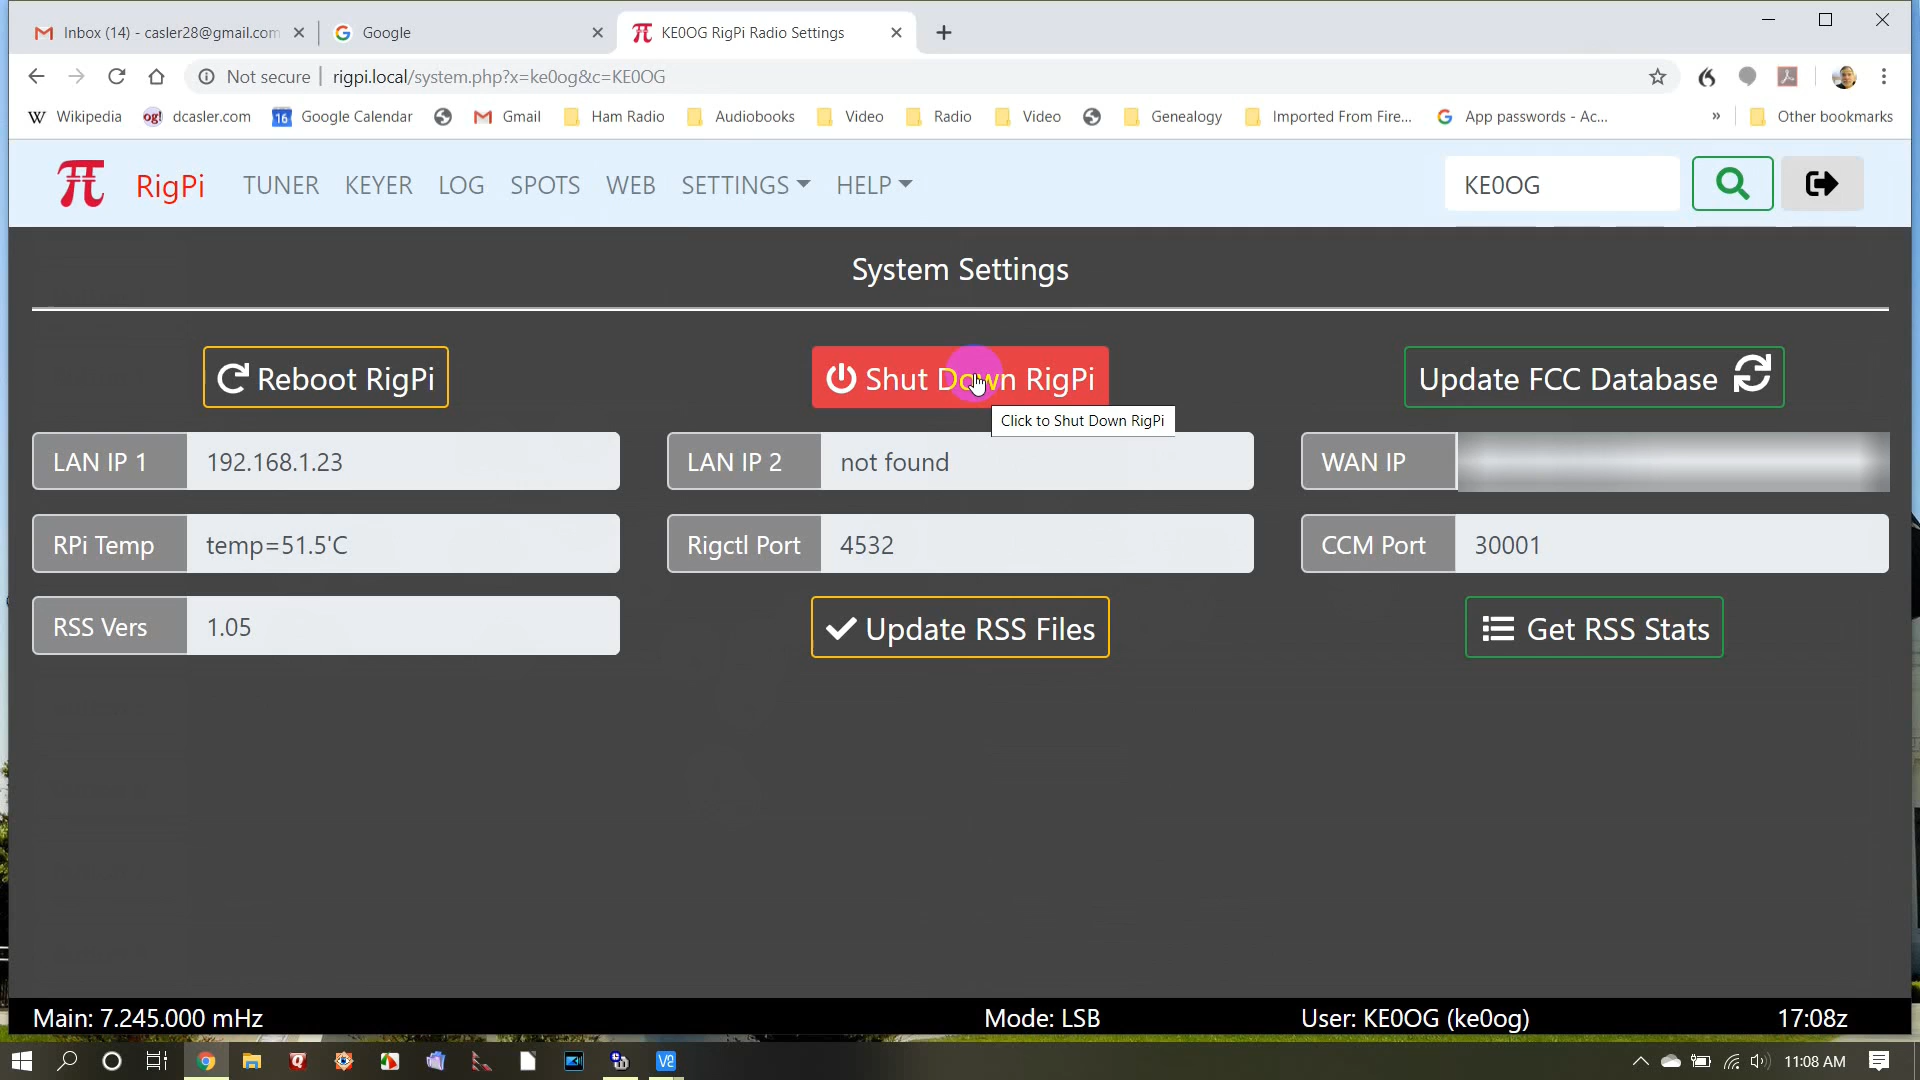 Inbox (14) - casler28@gmail.com
Google
KE0OG RigPi Radio Settings
Not secure | rigpi.local/system.php?x=ke0og&c=KE0OG
Wikipedia
og!
dcasler.com
16
Google Calendar
Gmail
Ham Radio
Audiobooks
Video
Radio
Video
Genealogy
Imported From Fire...
App passwords - Ac...
»
Other bookmarks
RigPi
TUNER
KEYER
LOG
SPOTS
WEB
SETTINGS
HELP
KE0OG
System Settings
Reboot RigPi
Shut Down RigPi
Update FCC Database
Click to Shut Down RigPi
LAN IP 1
192.168.1.23
LAN IP 2
not found
WAN IP
RPi Temp
temp=51.5'C
Rigctl Port
4532
CCM Port
30001
RSS Vers
1.05
Update RSS Files
Get RSS Stats
Main: 7.245.000 mHz
Mode: LSB
User: KE0OG (ke0og)
17:08z
11:08 AM